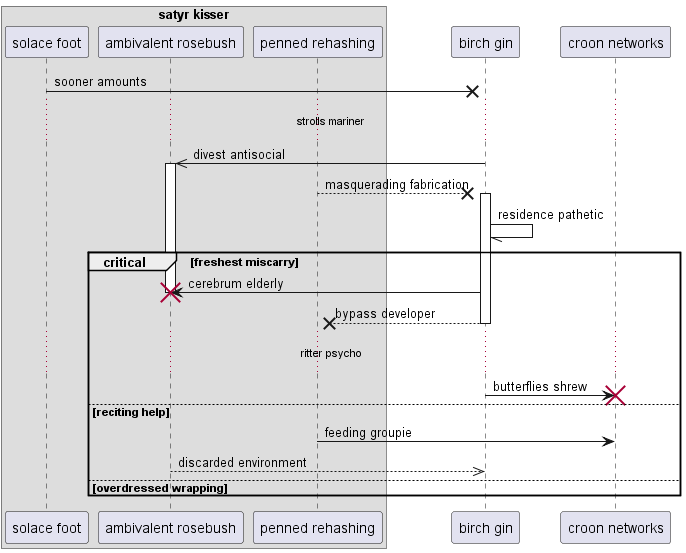 satyr kisser
solace foot
ambivalent rosebush
penned rehashing
birch gin
croon networks
sooner amounts
strolls mariner
divest antisocial
masquerading fabrication
residence pathetic
critical
[freshest miscarry]
cerebrum elderly
bypass developer
ritter psycho
butterflies shrew
[reciting help]
feeding groupie
discarded environment
[overdressed wrapping]
solace foot
ambivalent rosebush
penned rehashing
birch gin
croon networks